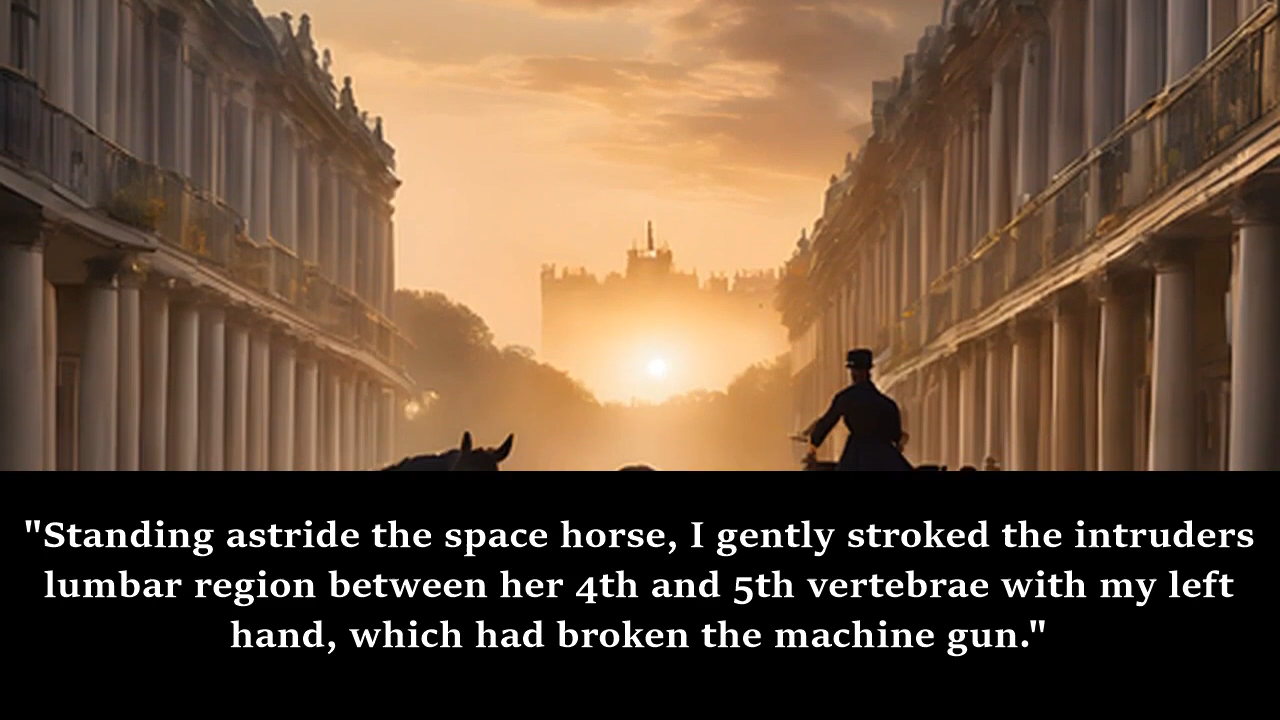 "Standing astride the space horse, I gently stroked the intruders
lumbar region between her 4th and 5th vertebrae with my left
hand, which had broken the machine gun."